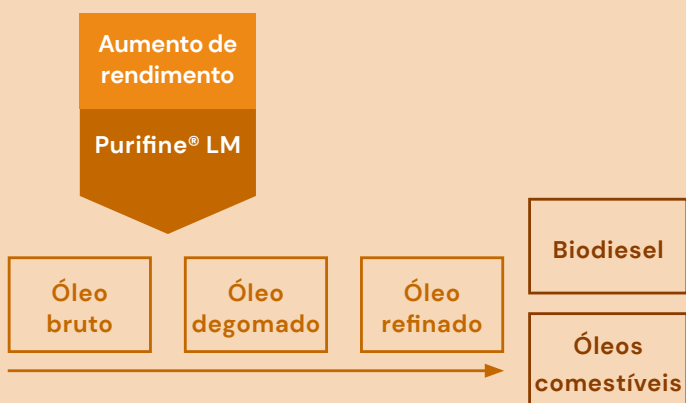 Aumento de
rendimento
Purifine® LM
Óleo
bruto
Óleo
degomado
Óleo
refinado
Biodiesel
Óleos
comestíveis